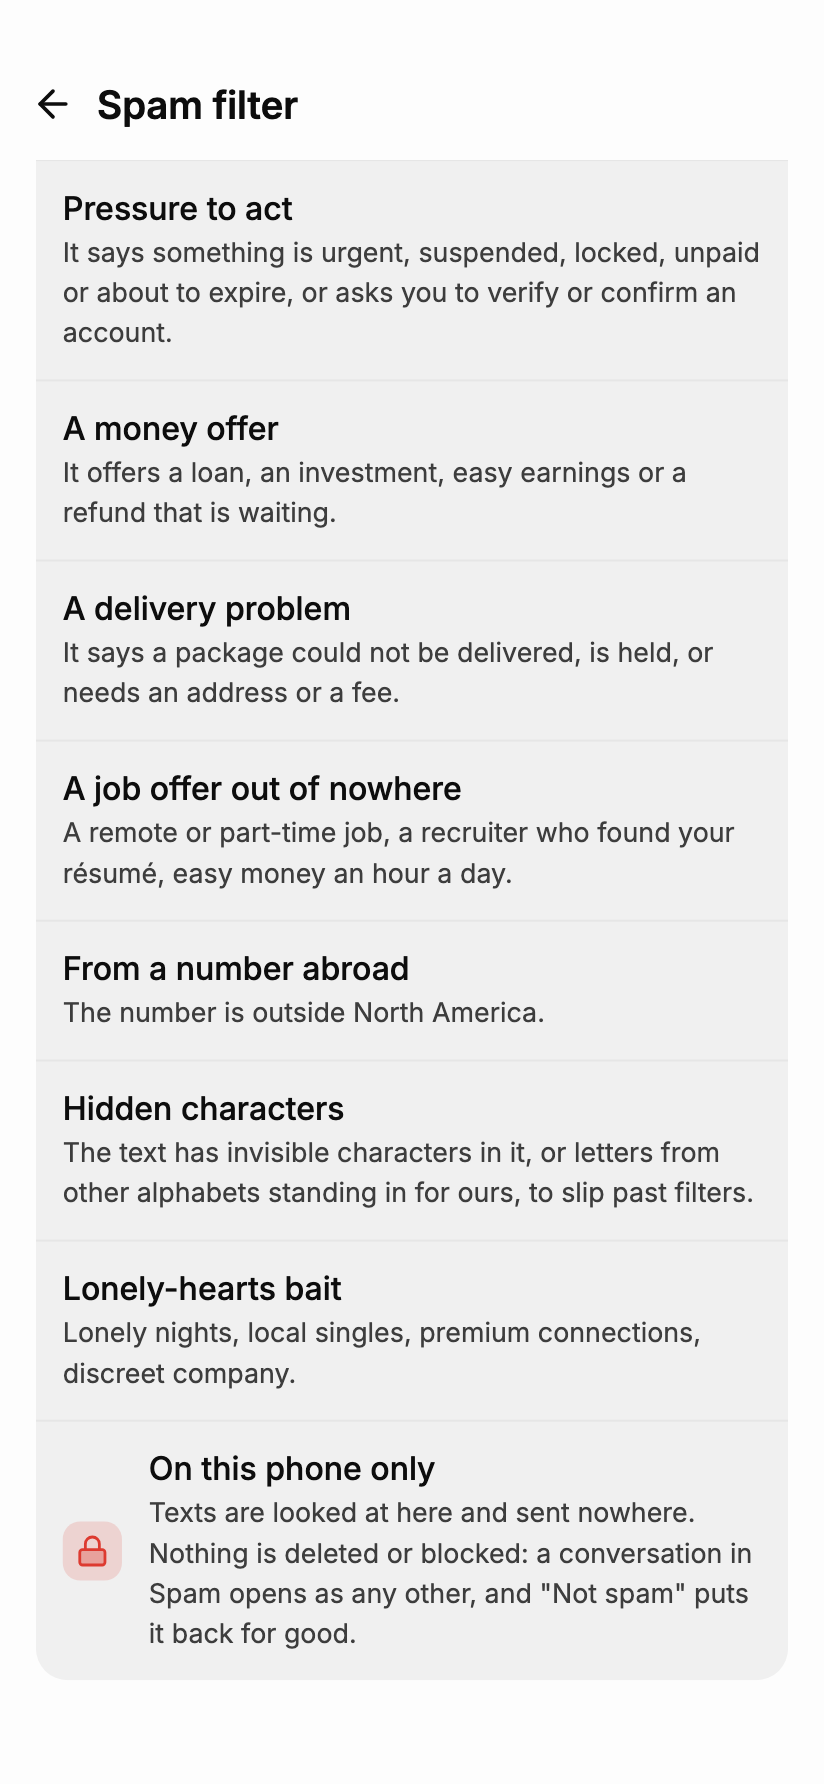 Spam filter
Pressure to act
It says something is urgent, suspended, locked, unpaid
or about to expire, or asks you to verify or confirm an
account.
A money offer
It offers a loan, an investment, easy earnings or a
refund that is waiting.
A delivery problem
It says a package could not be delivered, is held, or
needs an address or a fee.
A job offer out of nowhere
A remote or part-time job, a recruiter who found your
résumé, easy money an hour a day.
From a number abroad
The number is outside North America.
Hidden characters
The text has invisible characters in it, or letters from
other alphabets standing in for ours, to slip past filters.
Lonely-hearts bait
Lonely nights, local singles, premium connections,
discreet company.
On this phone only
Texts are looked at here and sent nowhere.
Nothing is deleted or blocked: a conversation in
Spam opens as any other, and "Not spam" puts
it back for good.